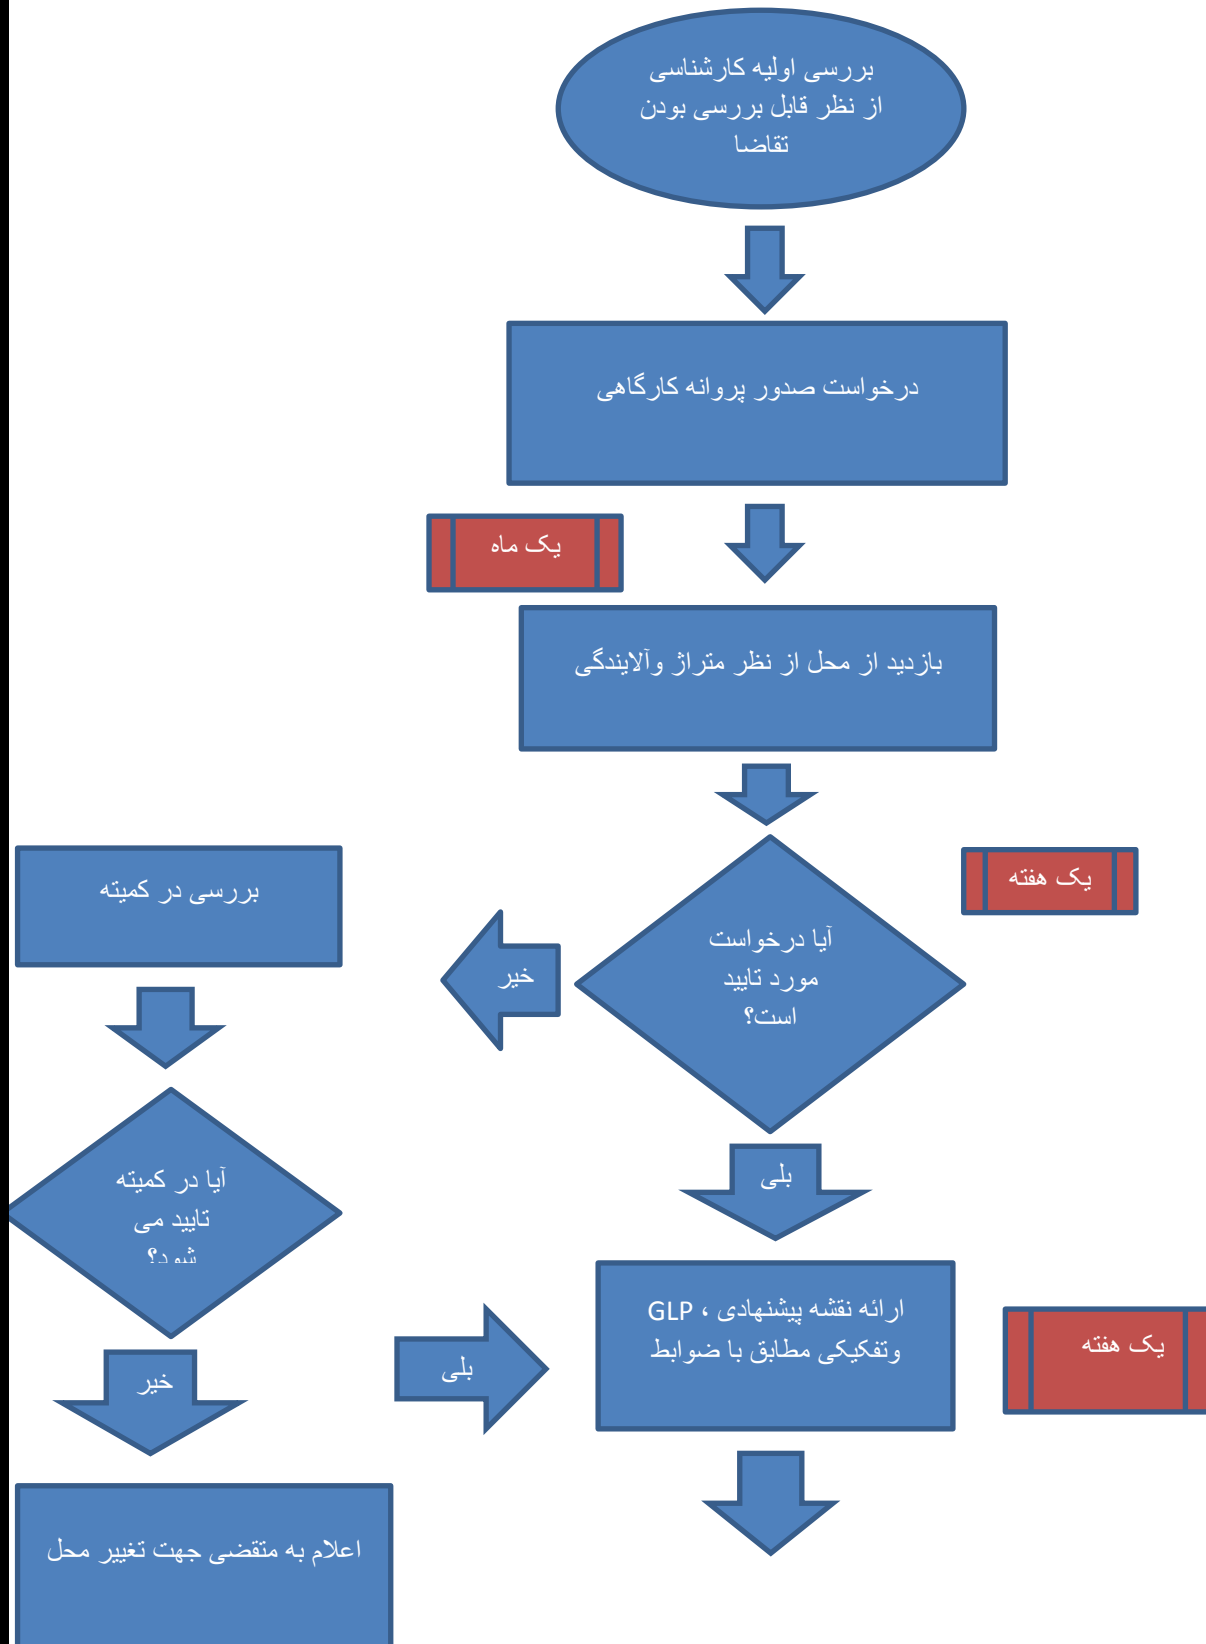 بررسی اولیه کارشناسی
از نظر قابل بررسی بودن
تقاضا
درخواست صدور پروانه کارگاهی
یک ماه
بازدید از محل از نظر متراژ وآلایندگی
یک هفته
آیا درخواست
مورد تایید
است؟
خیر
بررسی در کمیته
آیا در کمیته
تایید می
شود؟
بلی
ارائه نقشه پیشنهادی ، GLP
وتفکیکی مطابق با ضوابط
یک هفته
بلی
خیر
اعلام به متقضی جهت تغییر محل